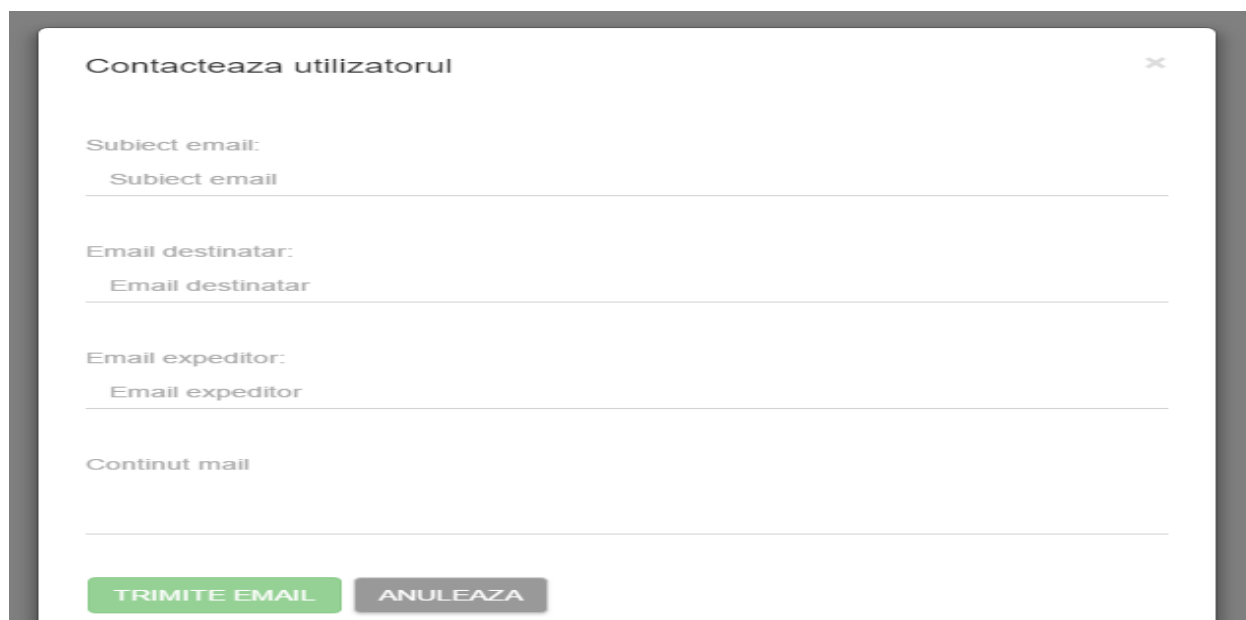 Contacteaza utilizatorul
×
Subiect email:
Subiect email
Email destinatar:
Email destinatar
Email expeditor:
Email expeditor
Continut mail
TRIMITE EMAIL ANULEAZA